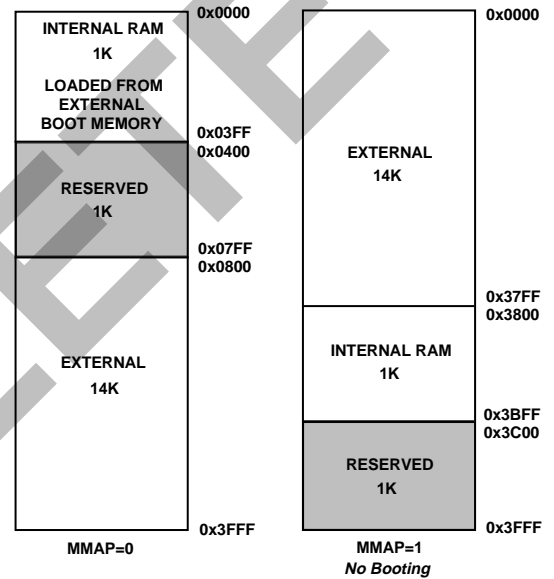 0x0000
INTERNAL RAM
1K
LOADED FROM
EXTERNAL
BOOT MEMORY
0x03FF
0x0400
RESERVED
1K
0x07FF
0x0800
EXTERNAL
14K
0x3FFF
MMAP=0
0x0000
EXTERNAL
14K
0x37FF
0x3800
INTERNAL RAM
1K
0x3BFF
0x3C00
RESERVED
1K
0x3FFF
MMAP=1
No Booting